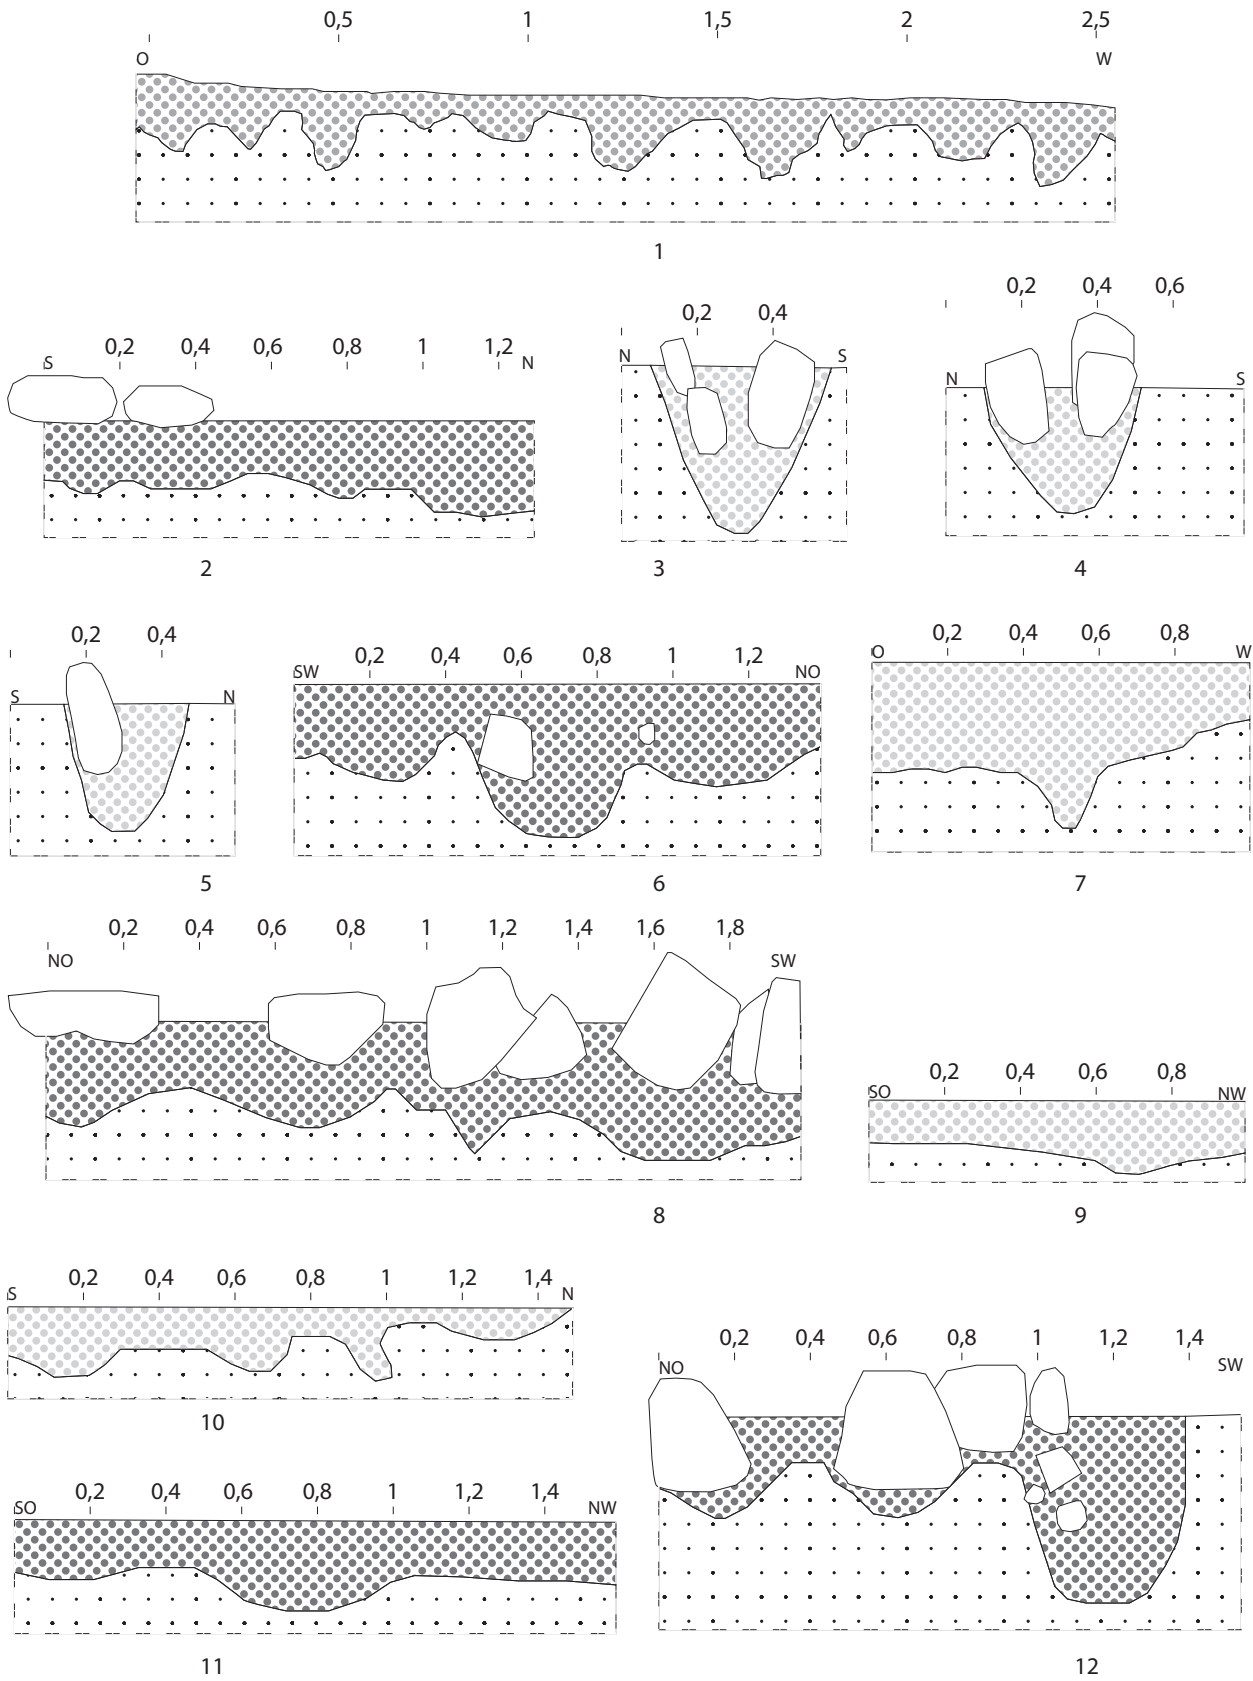 0,5 1 1,5 2 2,5
O W
1
0,2 0,4 0,6 0,8 1 1,2
S N
2
0,2 0,4
N S
3
0,2 0,4 0,6
N S
4
0,2 0,4
S N
5
0,2 0,4 0,6 0,8 1 1,2
SW NO
6
0,2 0,4 0,6 0,8
O W
7
0,2 0,4 0,6 0,8 1 1,2 1,4 1,6 1,8
NO SW
8
0,2 0,4 0,6 0,8
SO NW
9
0,2 0,4 0,6 0,8 1 1,2 1,4
S N
10
0,2 0,4 0,6 0,8 1 1,2 1,4
SO NW
11
0,2 0,4 0,6 0,8 1 1,2 1,4
NO SW
12